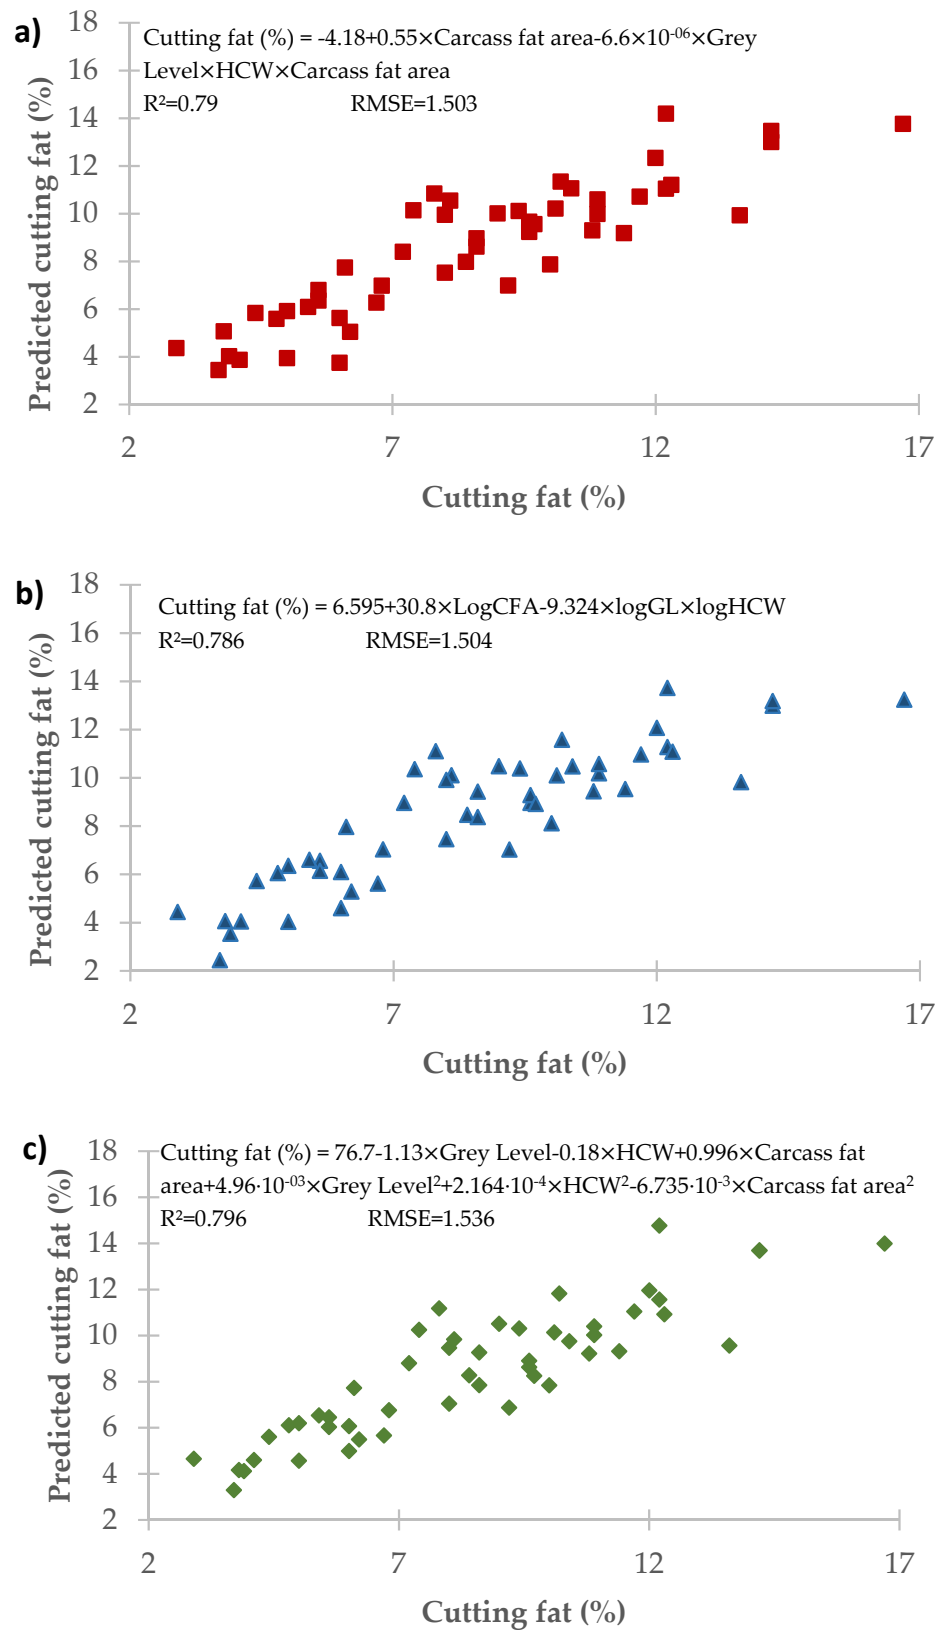 a)
Cutting fat (%) = -4.18+0.55×Carcass fat area-6.6×10⁻⁰⁶×Grey
Level×HCW×Carcass fat area
R²=0.79 RMSE=1.503
Predicted cutting fat (%)
18
16
14
12
10
8
6
4
2
2 7 12 17
Cutting fat (%)
b)
Cutting fat (%) = 6.595+30.8×LogCFA-9.324×logGL×logHCW
R²=0.786 RMSE=1.504
Predicted cutting fat (%)
18
16
14
12
10
8
6
4
2
2 7 12 17
Cutting fat (%)
c)
Cutting fat (%) = 76.7-1.13×Grey Level-0.18×HCW+0.996×Carcass fat
area+4.96·10⁻⁰³×Grey Level²+2.164·10⁻⁴×HCW²-6.735·10⁻³×Carcass fat area²
R²=0.796 RMSE=1.536
Predicted cutting fat (%)
18
16
14
12
10
8
6
4
2
2 7 12 17
Cutting fat (%)